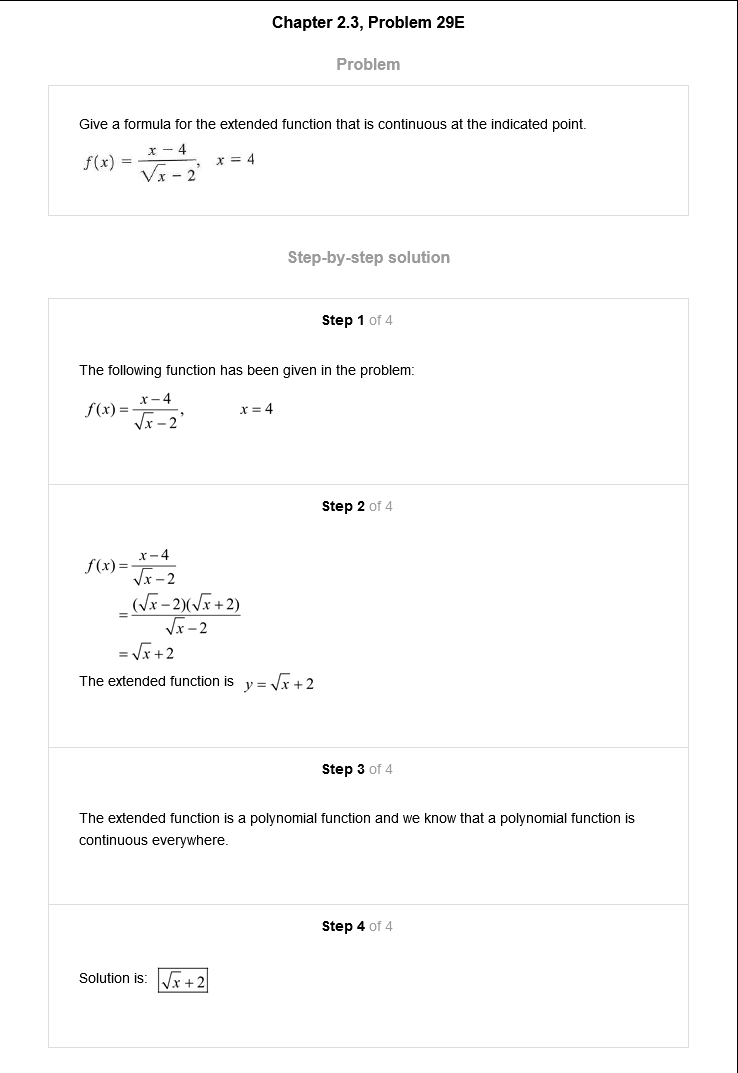 Chapter 2.3, Problem 29E
Problem
Give a formula for the extended function that is continuous at the indicated point.
f(x) = \frac{x - 4}{\sqrt{x} - 2}, x = 4
Step-by-step solution
Step 1 of 4
The following function has been given in the problem:
f(x) = \frac{x - 4}{\sqrt{x} - 2}, x = 4
Step 2 of 4
f(x) = \frac{x - 4}{\sqrt{x} - 2}
= \frac{(\sqrt{x} - 2)(\sqrt{x} + 2)}{\sqrt{x} - 2}
= \sqrt{x} + 2
The extended function is y = \sqrt{x} + 2
Step 3 of 4
The extended function is a polynomial function and we know that a polynomial function is
continuous everywhere.
Step 4 of 4
Solution is: \sqrt{x} + 2